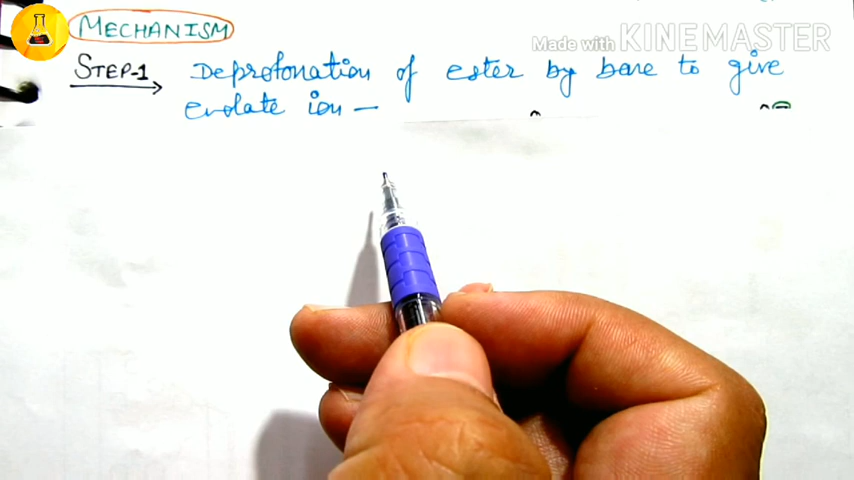 MECHANISM
Made with KINEMASTER
STEP-1 Deprotonation of ester by base to give
enolate ion —